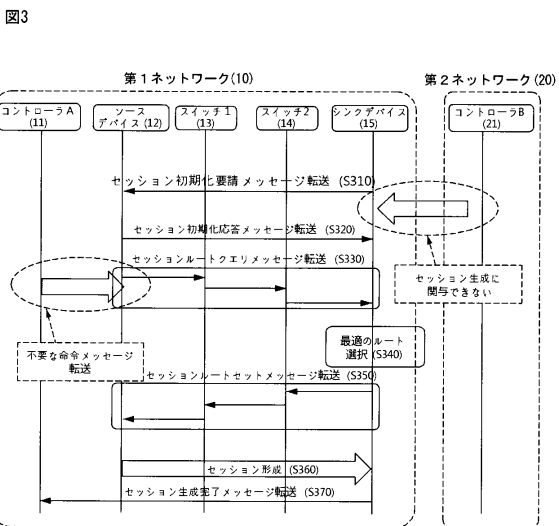 図3
第1ネットワーク(10)
第2ネットワーク(20)
コントローラA
(11)
ソース
デバイス(12)
スイッチ1
(13)
スイッチ2
(14)
シンクデバイス
(15)
コントローラB
(21)
セッション初期化要請メッセージ転送 (S310)
セッション初期化応答メッセージ転送 (S320)
セッションルートクエリメッセージ転送 (S330)
セッション生成に
関与できない
不要な命令メッセージ
転送
最適のルート
選択(S340)
セッションルートセットメッセージ転送(S350)
セッション形成(S360)
セッション生成完了メッセージ転送(S370)